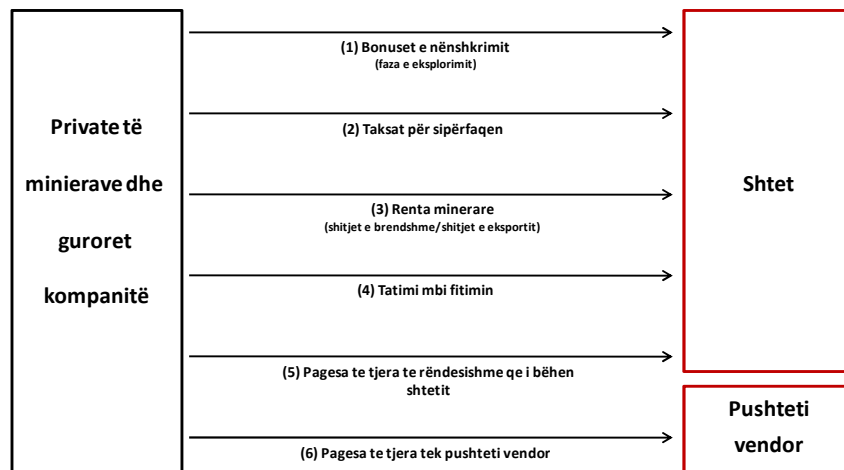 Private të
minierave dhe
guroret
kompanitë
(1) Bonuset e nënshkrimit
(faza e eksplorimit)
(2) Taksat për sipërfaqen
(3) Renta minerare
(shitjet e brendshme/shitjet e eksportit)
(4) Tatimi mbi fitimin
(5) Pagesa te tjera te rëndesishme qe i bëhen
shtetit
(6) Pagesa te tjera tek pushteti vendor
Shtet
Pushteti
vendor